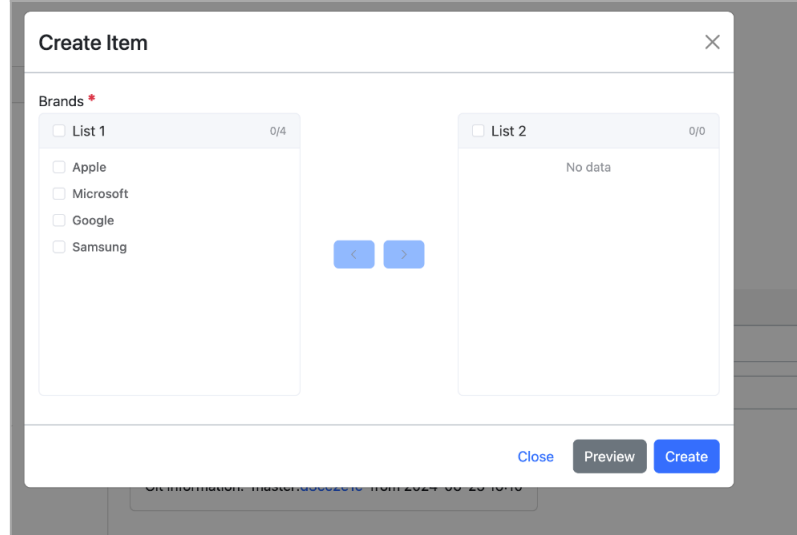 Create Item
Brands *
List 1 0/4
Apple
Microsoft
Google
Samsung
List 2 0/0
No data
Close
Preview
Create